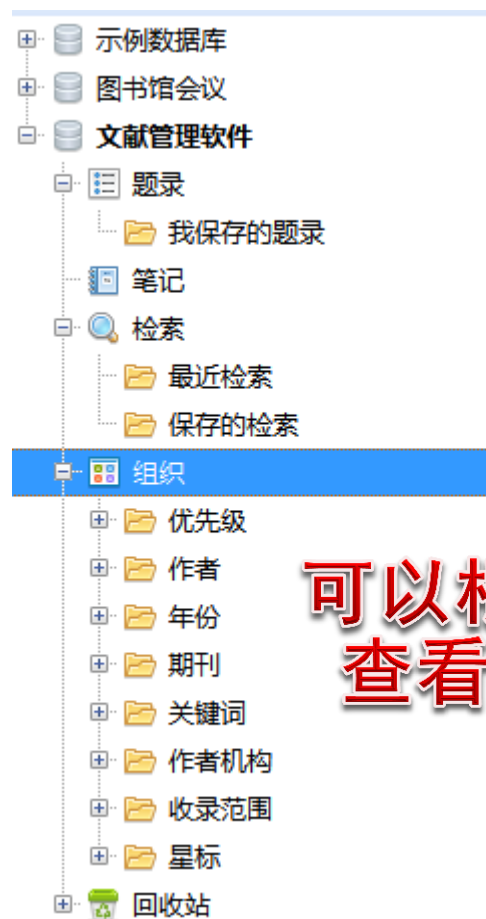 示例数据库
图书馆会议
文献管理软件
题录
我保存的题录
笔记
检索
最近检索
保存的检索
组织
优先级
作者
年份
期刊
关键词
作者机构
收录范围
星标
回收站
可以
查看